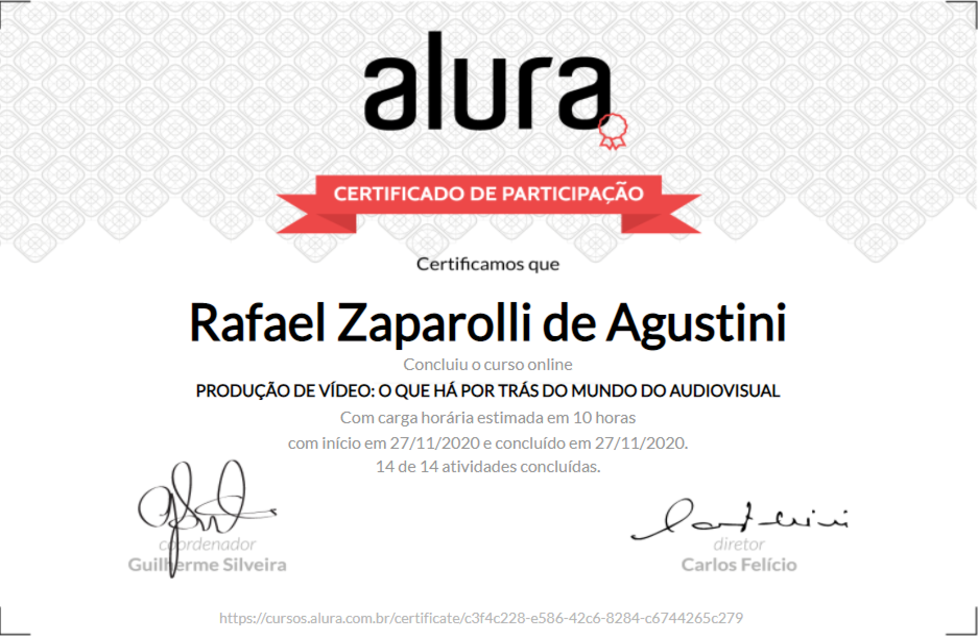 alura
CERTIFICADO DE PARTICIPAÇÃO
Certificamos que
Rafael Zaparolli de Agustini
Concluiu o curso online
PRODUÇÃO DE VÍDEO: O QUE HÁ POR TRÁS DO MUNDO DO AUDIOVISUAL
Com carga horária estimada em 10 horas
com início em 27/11/2020 e concluído em 27/11/2020.
14 de 14 atividades concluídas.
coordenador
Guilherme Silveira
diretor
Carlos Felício
https://cursos.alura.com.br/certificate/c3f4c228-e586-42c6-8284-c6744265c279